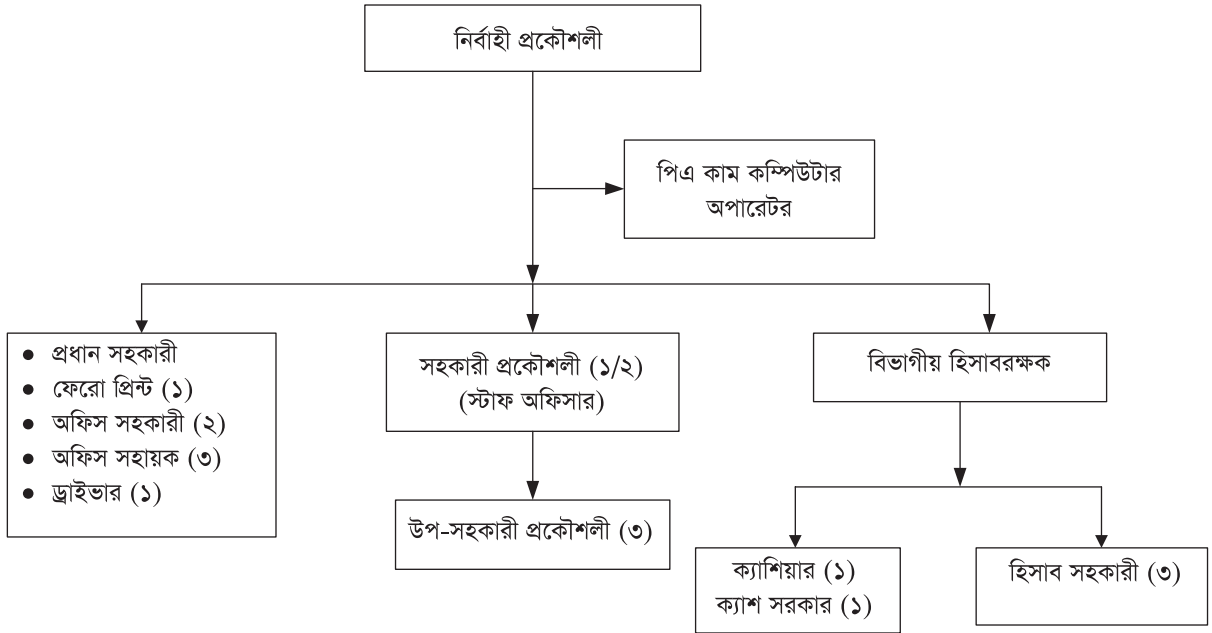 নির্বাহী প্রকৌশলী
পিএ কাম কম্পিউটার
অপারেটর
● প্রধান সহকারী
● ফেরো প্রিন্ট (১)
● অফিস সহকারী (২)
● অফিস সহায়ক (৩)
● ড্রাইভার (১)
সহকারী প্রকৌশলী (১/২)
(স্টাফ অফিসার)
বিভাগীয় হিসাবরক্ষক
উপ-সহকারী প্রকৌশলী (৩)
ক্যাশিয়ার (১)
ক্যাশ সরকার (১)
হিসাব সহকারী (৩)